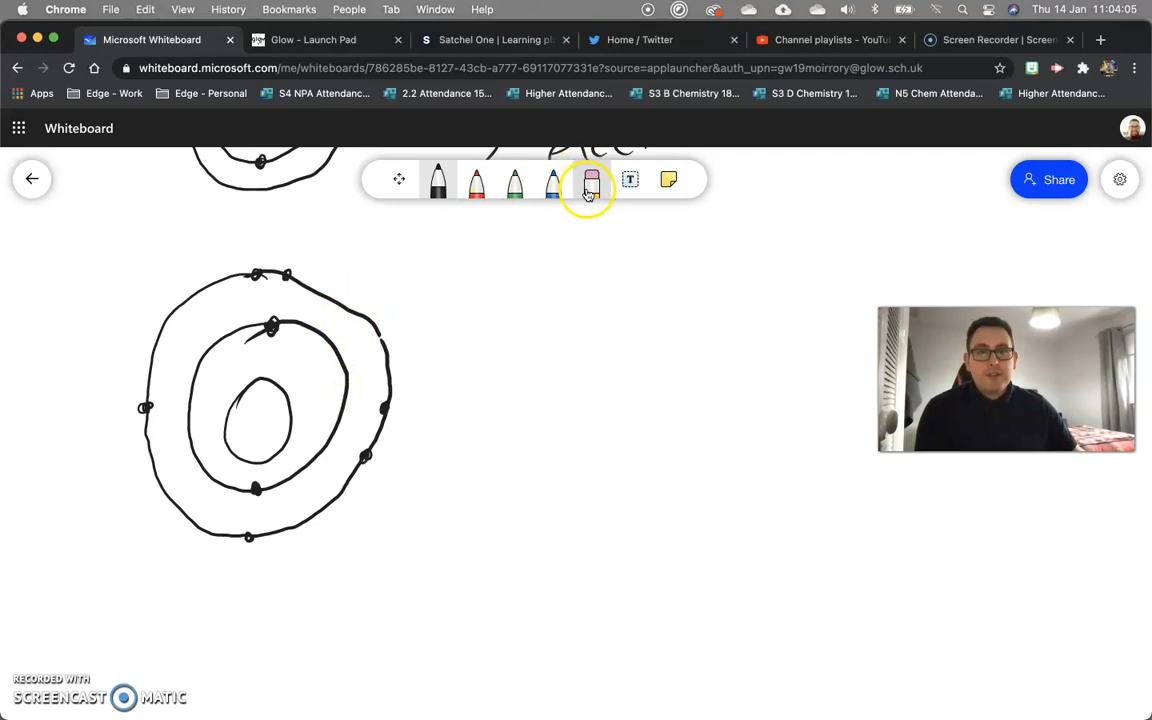 Chrome File Edit View History Bookmarks People Tab Window Help Thu 14 Jan 11:04:05
Microsoft Whiteboard Glow - Launch Pad Satchel One | Learning pl Home / Twitter Channel playlists - YouTu Screen Recorder | Screen
whiteboard.microsoft.com/me/whiteboards/786285be-8127-43cb-a777-69117077331e?source=applauncher&auth_upn=gw19moirrory@glow.sch.uk
Apps Edge - Work Edge - Personal S4 NPA Attendanc... 2.2 Attendance 15... Higher Attendanc... S3 B Chemistry 18... S3 D Chemistry 1... N5 Chem Attenda... Higher Attendanc...
Whiteboard
T
Share
RECORDED WITH
SCREENCAST MATIC